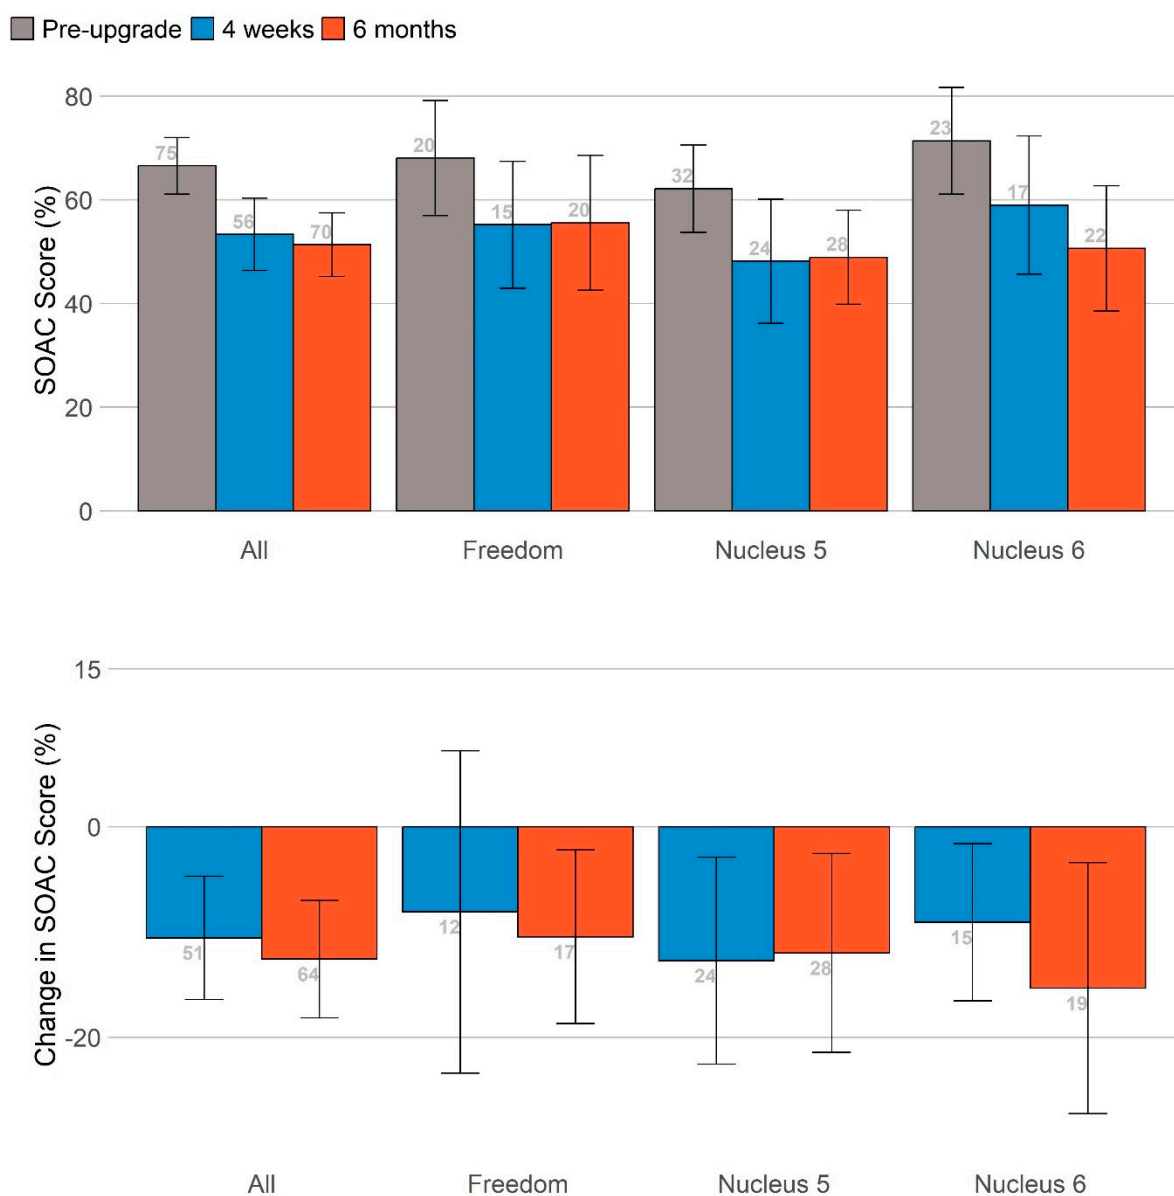 Pre-upgrade 4 weeks 6 months
80
60
40
20
0
SOAC Score (%)
75 56 70 20 15 20 32 24 28 23 17 22
All Freedom Nucleus 5 Nucleus 6
15
0
-20
Change in SOAC Score (%)
51 64 12 17 24 28 15 19
All Freedom Nucleus 5 Nucleus 6